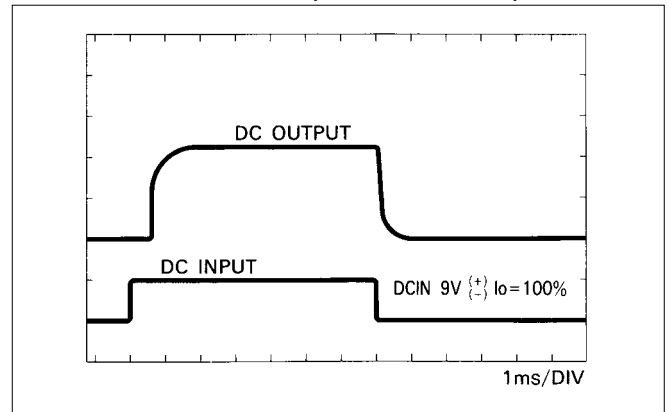 DC OUTPUT
DC INPUT
DCIN 9V (+)(−) Io=100%
1ms/DIV